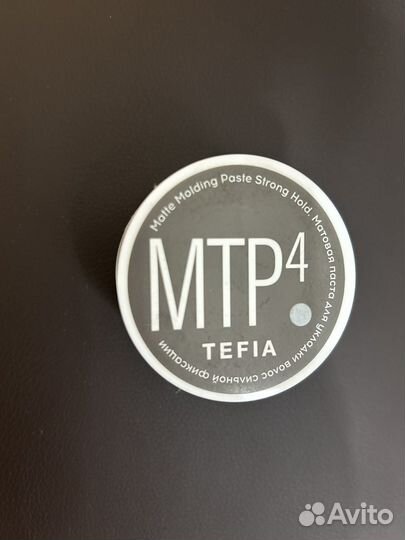 Matte Molding Paste Strong Hold. Матовая паста для укладки волос сильной фиксации
MTP⁴
TEFIA
Avito